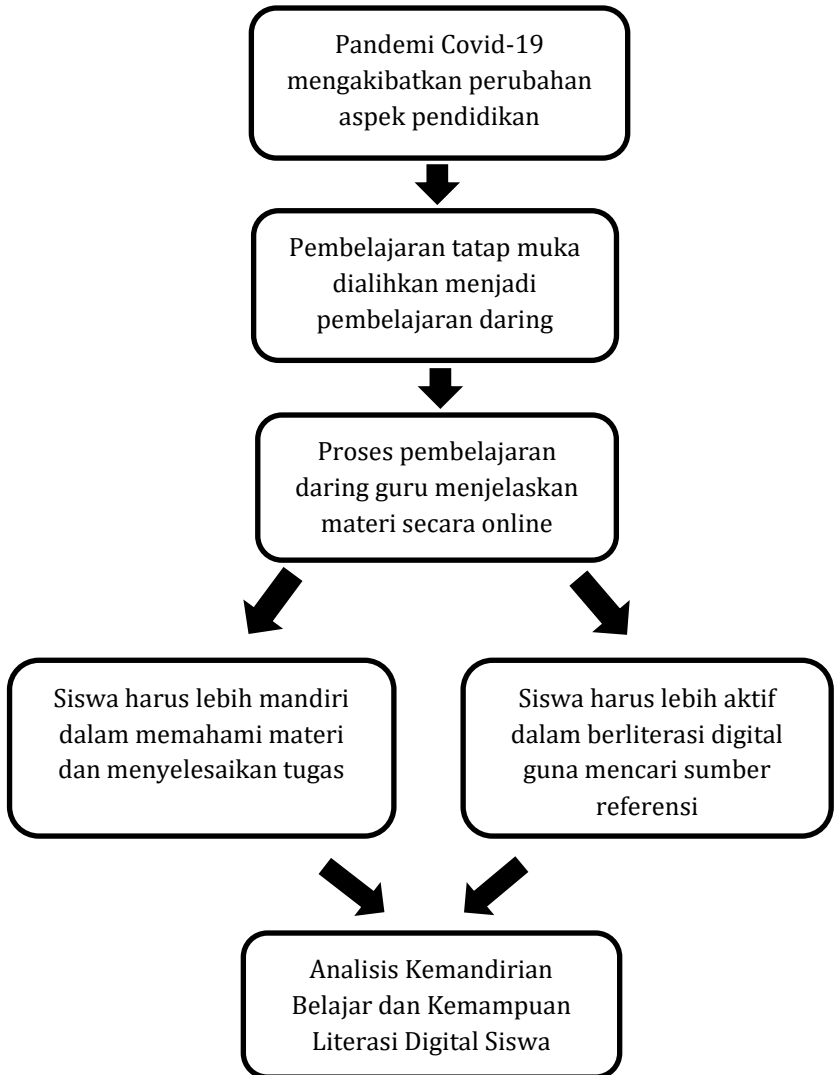 Pandemi Covid-19
mengakibatkan perubahan
aspek pendidikan
Pembelajaran tatap muka
dialihkan menjadi
pembelajaran daring
Proses pembelajaran
daring guru menjelaskan
materi secara online
Siswa harus lebih mandiri
dalam memahami materi
dan menyelesaikan tugas
Siswa harus lebih aktif
dalam berliterasi digital
guna mencari sumber
referensi
Analisis Kemandirian
Belajar dan Kemampuan
Literasi Digital Siswa